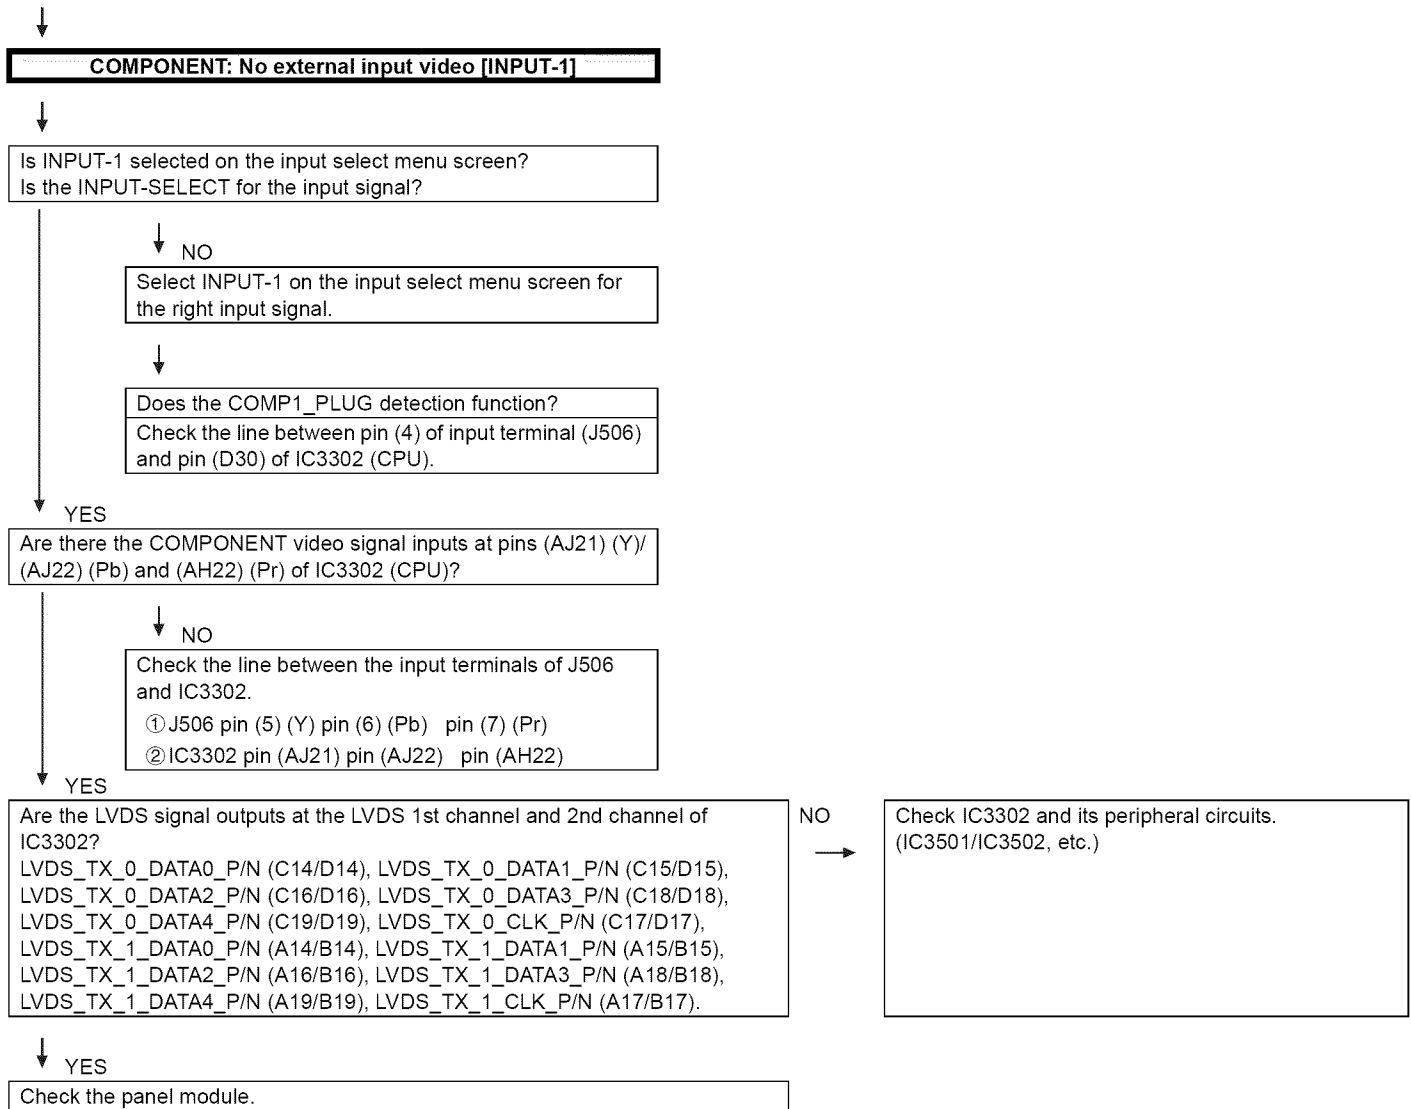 COMPONENT: No external input video [INPUT-1]
Is INPUT-1 selected on the input select menu screen?
Is the INPUT-SELECT for the input signal?
NO
Select INPUT-1 on the input select menu screen for
the right input signal.
Does the COMP1_PLUG detection function?
Check the line between pin (4) of input terminal (J506)
and pin (D30) of IC3302 (CPU).
YES
Are there the COMPONENT video signal inputs at pins (AJ21) (Y)/
(AJ22) (Pb) and (AH22) (Pr) of IC3302 (CPU)?
NO
Check the line between the input terminals of J506
and IC3302.
①J506 pin (5) (Y) pin (6) (Pb) pin (7) (Pr)
②IC3302 pin (AJ21) pin (AJ22) pin (AH22)
YES
Are the LVDS signal outputs at the LVDS 1st channel and 2nd channel of
IC3302?
LVDS_TX_0_DATA0_P/N (C14/D14), LVDS_TX_0_DATA1_P/N (C15/D15),
LVDS_TX_0_DATA2_P/N (C16/D16), LVDS_TX_0_DATA3_P/N (C18/D18),
LVDS_TX_0_DATA4_P/N (C19/D19), LVDS_TX_0_CLK_P/N (C17/D17),
LVDS_TX_1_DATA0_P/N (A14/B14), LVDS_TX_1_DATA1_P/N (A15/B15),
LVDS_TX_1_DATA2_P/N (A16/B16), LVDS_TX_1_DATA3_P/N (A18/B18),
LVDS_TX_1_DATA4_P/N (A19/B19), LVDS_TX_1_CLK_P/N (A17/B17).
NO
Check IC3302 and its peripheral circuits.
(IC3501/IC3502, etc.)
YES
Check the panel module.